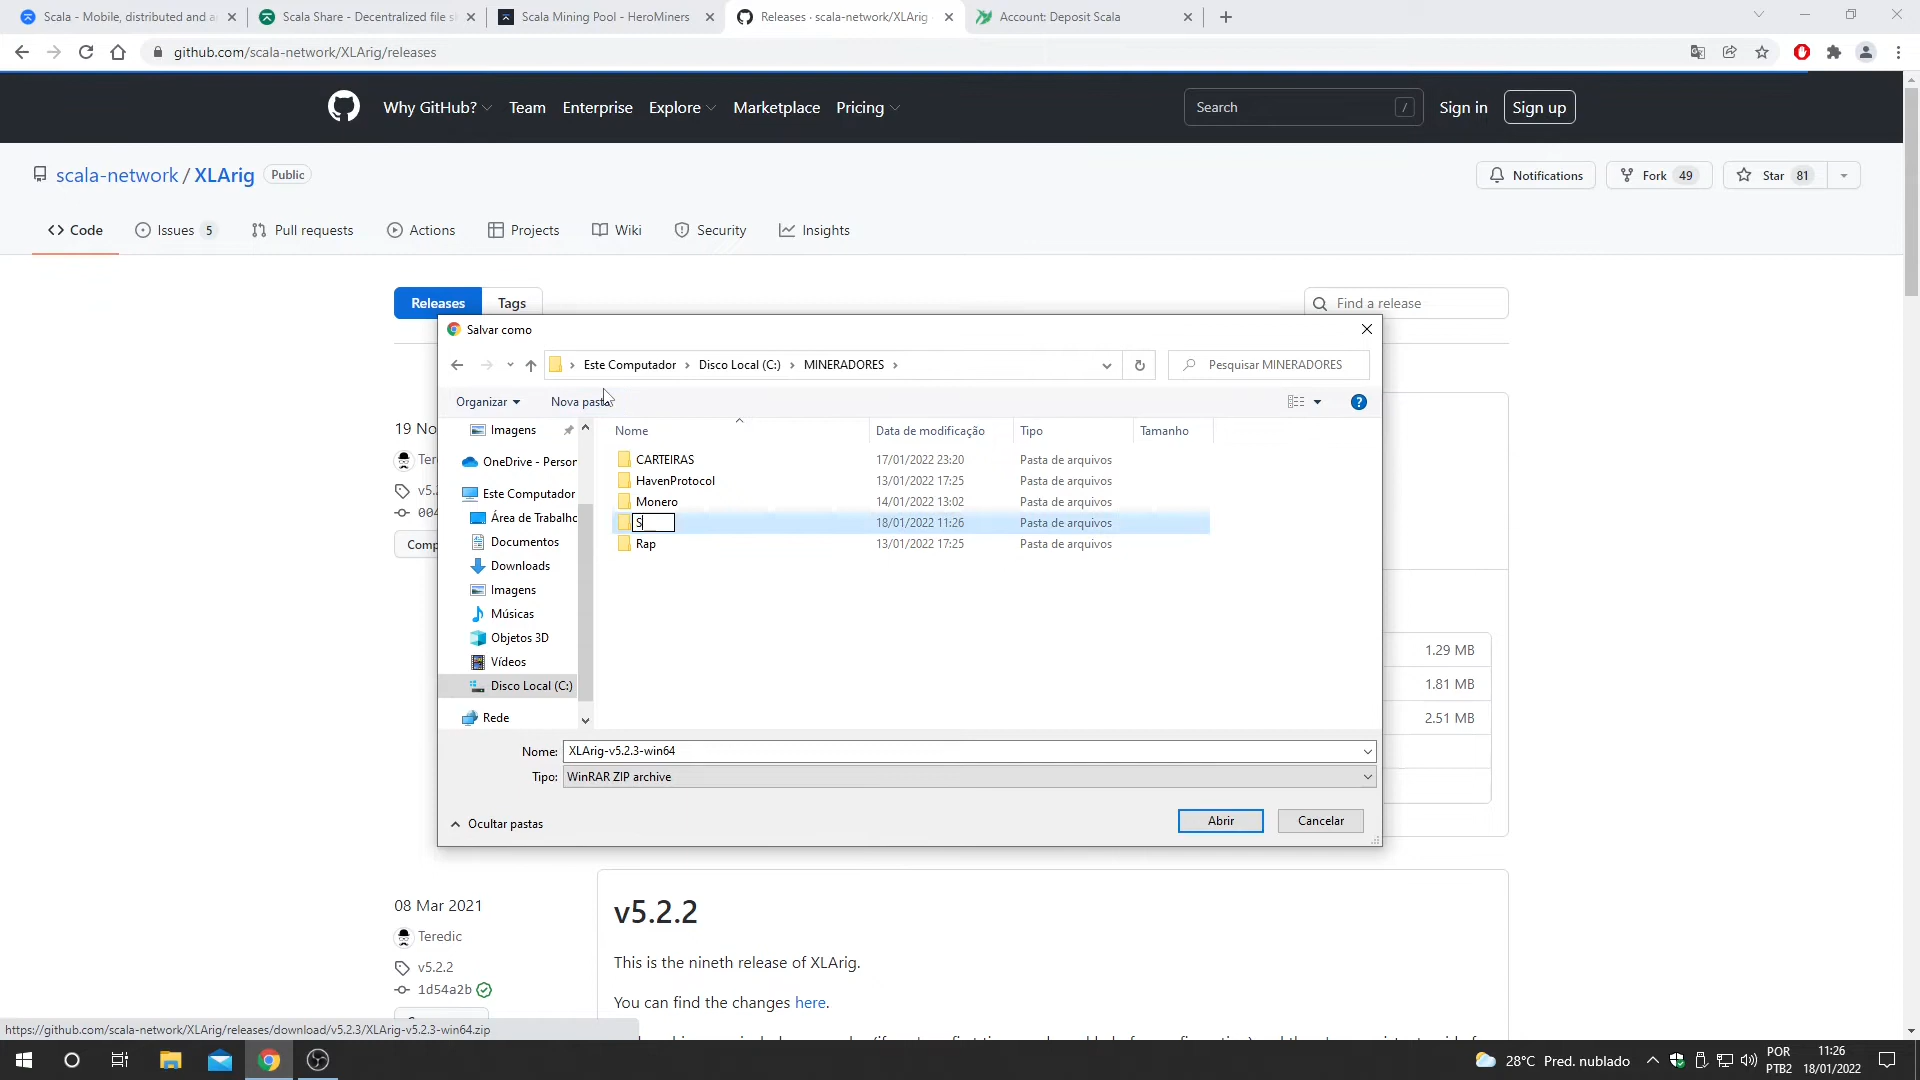 Scala - Mobile, distributed and a
Scala Share - Decentralized file s
Scala Mining Pool - HeroMiners
Releases · scala-network/XLArig
Account: Deposit Scala
github.com/scala-network/XLArig/releases
Why GitHub?
Team
Enterprise
Explore
Marketplace
Pricing
Search
/
Sign in
Sign up
scala-network / XLArig
Public
Notifications
Fork 49
Star 81
Code
Issues 5
Pull requests
Actions
Projects
Wiki
Security
Insights
Releases
Tags
Find a release
19 No
Ter
v5.
004
Comp
Salvar como
Este Computador
Disco Local (C:)
MINERADORES
Pesquisar MINERADORES
Organizar
Nova pasta
Imagens
OneDrive - Person
Este Computador
Área de Trabalho
Documentos
Downloads
Imagens
Músicas
Objetos 3D
Vídeos
Disco Local (C:)
Rede
Nome
Data de modificação
Tipo
Tamanho
CARTEIRAS 17/01/2022 23:20 Pasta de arquivos
HavenProtocol 13/01/2022 17:25 Pasta de arquivos
Monero 14/01/2022 13:02 Pasta de arquivos
S 18/01/2022 11:26 Pasta de arquivos
Rap 13/01/2022 17:25 Pasta de arquivos
Nome: XLArig-v5.2.3-win64
Tipo: WinRAR ZIP archive
Ocultar pastas
Abrir
Cancelar
1.29 MB
1.81 MB
2.51 MB
08 Mar 2021
Teredic
v5.2.2
1d54a2b
v5.2.2
This is the nineth release of XLArig.
You can find the changes here.
https://github.com/scala-network/XLArig/releases/download/v5.2.3/XLArig-v5.2.3-win64.zip
28°C Pred. nublado
POR
PTB2
11:26
18/01/2022